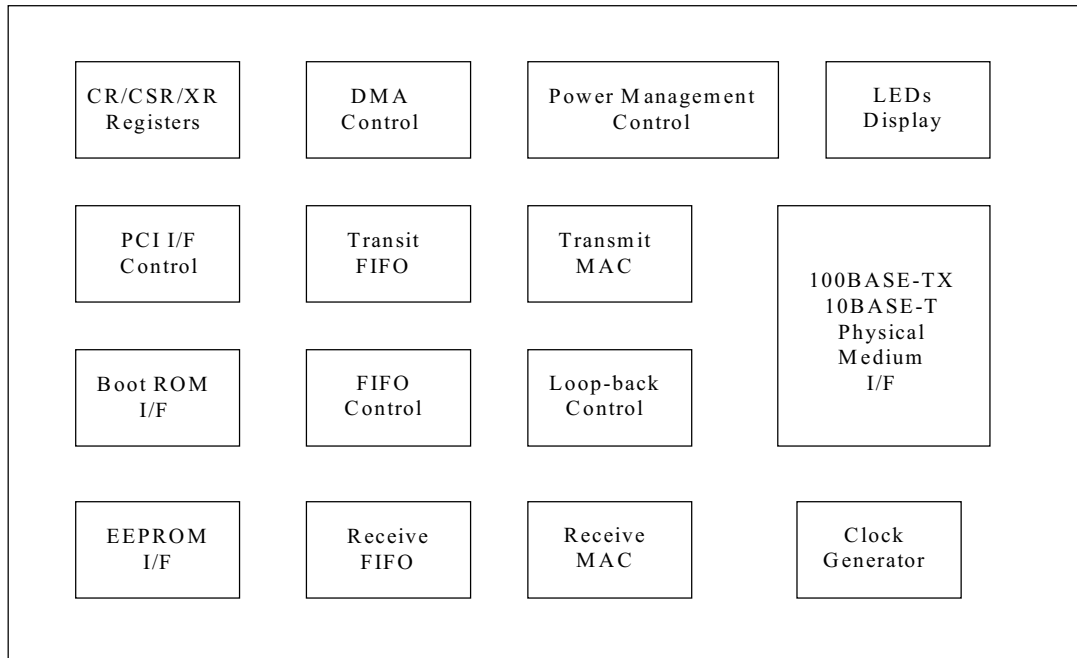 CR/CSR/XR
Registers
DMA
Control
Power Management
Control
LEDs
Display
PCI I/F
Control
Transit
FIFO
Transmit
MAC
100BASE-TX
10BASE-T
Physical
Medium
I/F
Boot ROM
I/F
FIFO
Control
Loop-back
Control
EEPROM
I/F
Receive
FIFO
Receive
MAC
Clock
Generator